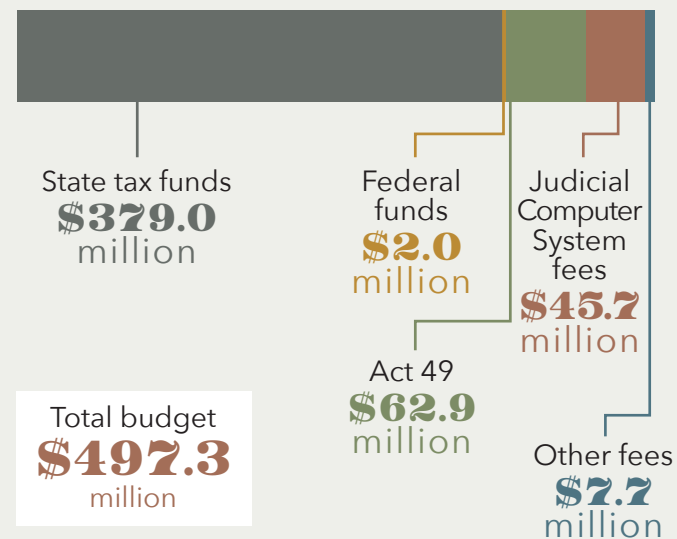 State tax funds
$379.0
million
Federal
funds
$2.0
million
Judicial
Computer
System
fees
$45.7
million
Act 49
$62.9
million
Total budget
$497.3
million
Other fees
$7.7
million